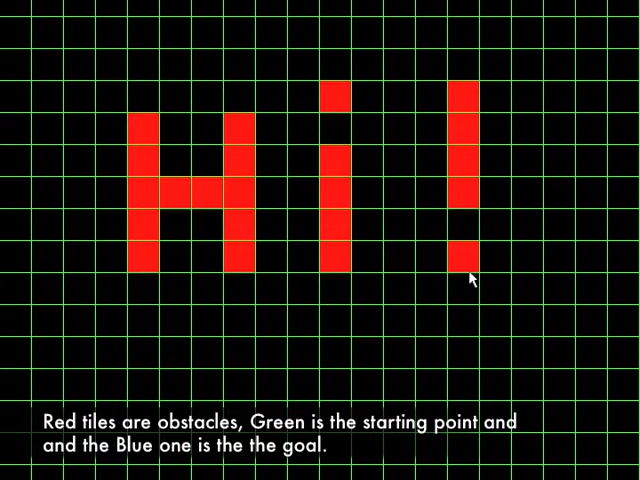 Hi!
Red tiles are obstacles, Green is the starting point and
and the Blue one is the the goal.